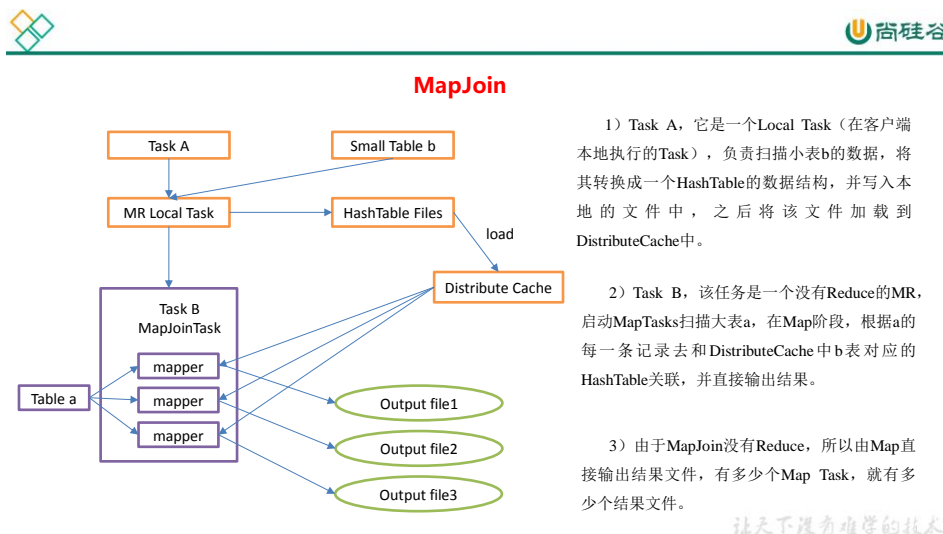 尚硅谷
MapJoin
Task A
Small Table b
MR Local Task
HashTable Files
load
Distribute Cache
Task B
MapJoinTask
mapper
Table a
mapper
mapper
Output file1
Output file2
Output file3
1）Task A，它是一个Local Task（在客户端
本地执行的Task），负责扫描小表b的数据，将
其转换成一个HashTable的数据结构，并写入本
地的文件中，之后将该文件加载到
DistributeCache中。
2）Task B，该任务是一个没有Reduce的MR，
启动MapTasks扫描大表a，在Map阶段，根据a的
每一条记录去和DistributeCache中b表对应的
HashTable关联，并直接输出结果。
3）由于MapJoin没有Reduce，所以由Map直
接输出结果文件，有多少个Map Task，就有多
少个结果文件。
让天下没有难学的技术